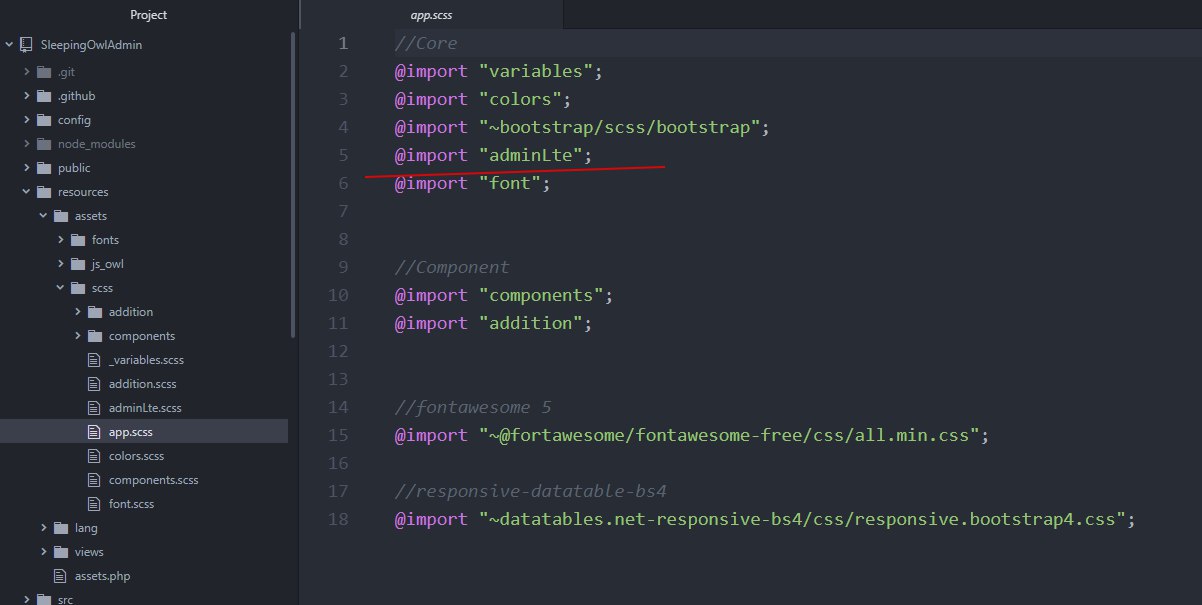 Project
SleepingOwlAdmin
.git
.github
config
node_modules
public
resources
assets
fonts
js_owl
scss
addition
components
_variables.scss
addition.scss
adminLte.scss
app.scss
colors.scss
components.scss
font.scss
lang
views
assets.php
src
app.scss
1 //Core
2 @import "variables";
3 @import "colors";
4 @import "~bootstrap/scss/bootstrap";
5 @import "adminLte";
6 @import "font";
7
8
9 //Component
10 @import "components";
11 @import "addition";
12
13
14 //fontawesome 5
15 @import "~@fortawesome/fontawesome-free/css/all.min.css";
16
17 //responsive-datatable-bs4
18 @import "~datatables.net-responsive-bs4/css/responsive.bootstrap4.css";